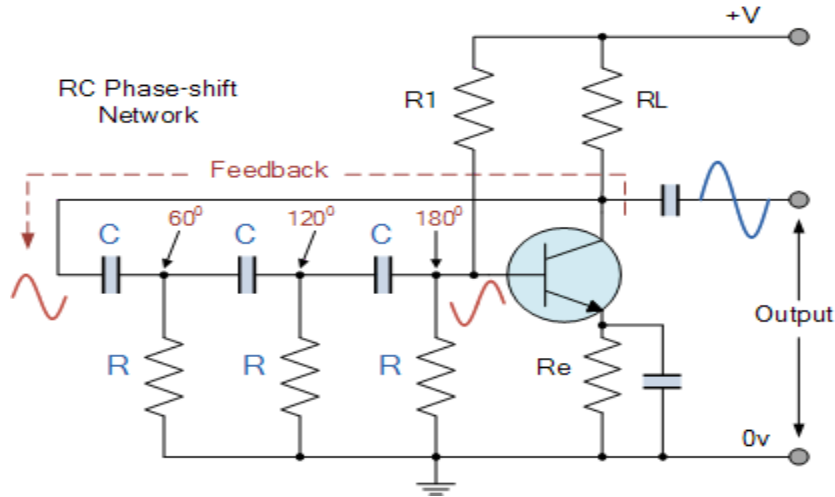 +V
RC Phase-shift
Network
R1
RL
Feedback
60⁰
120⁰
180⁰
C
C
C
Output
R
R
R
Re
0v